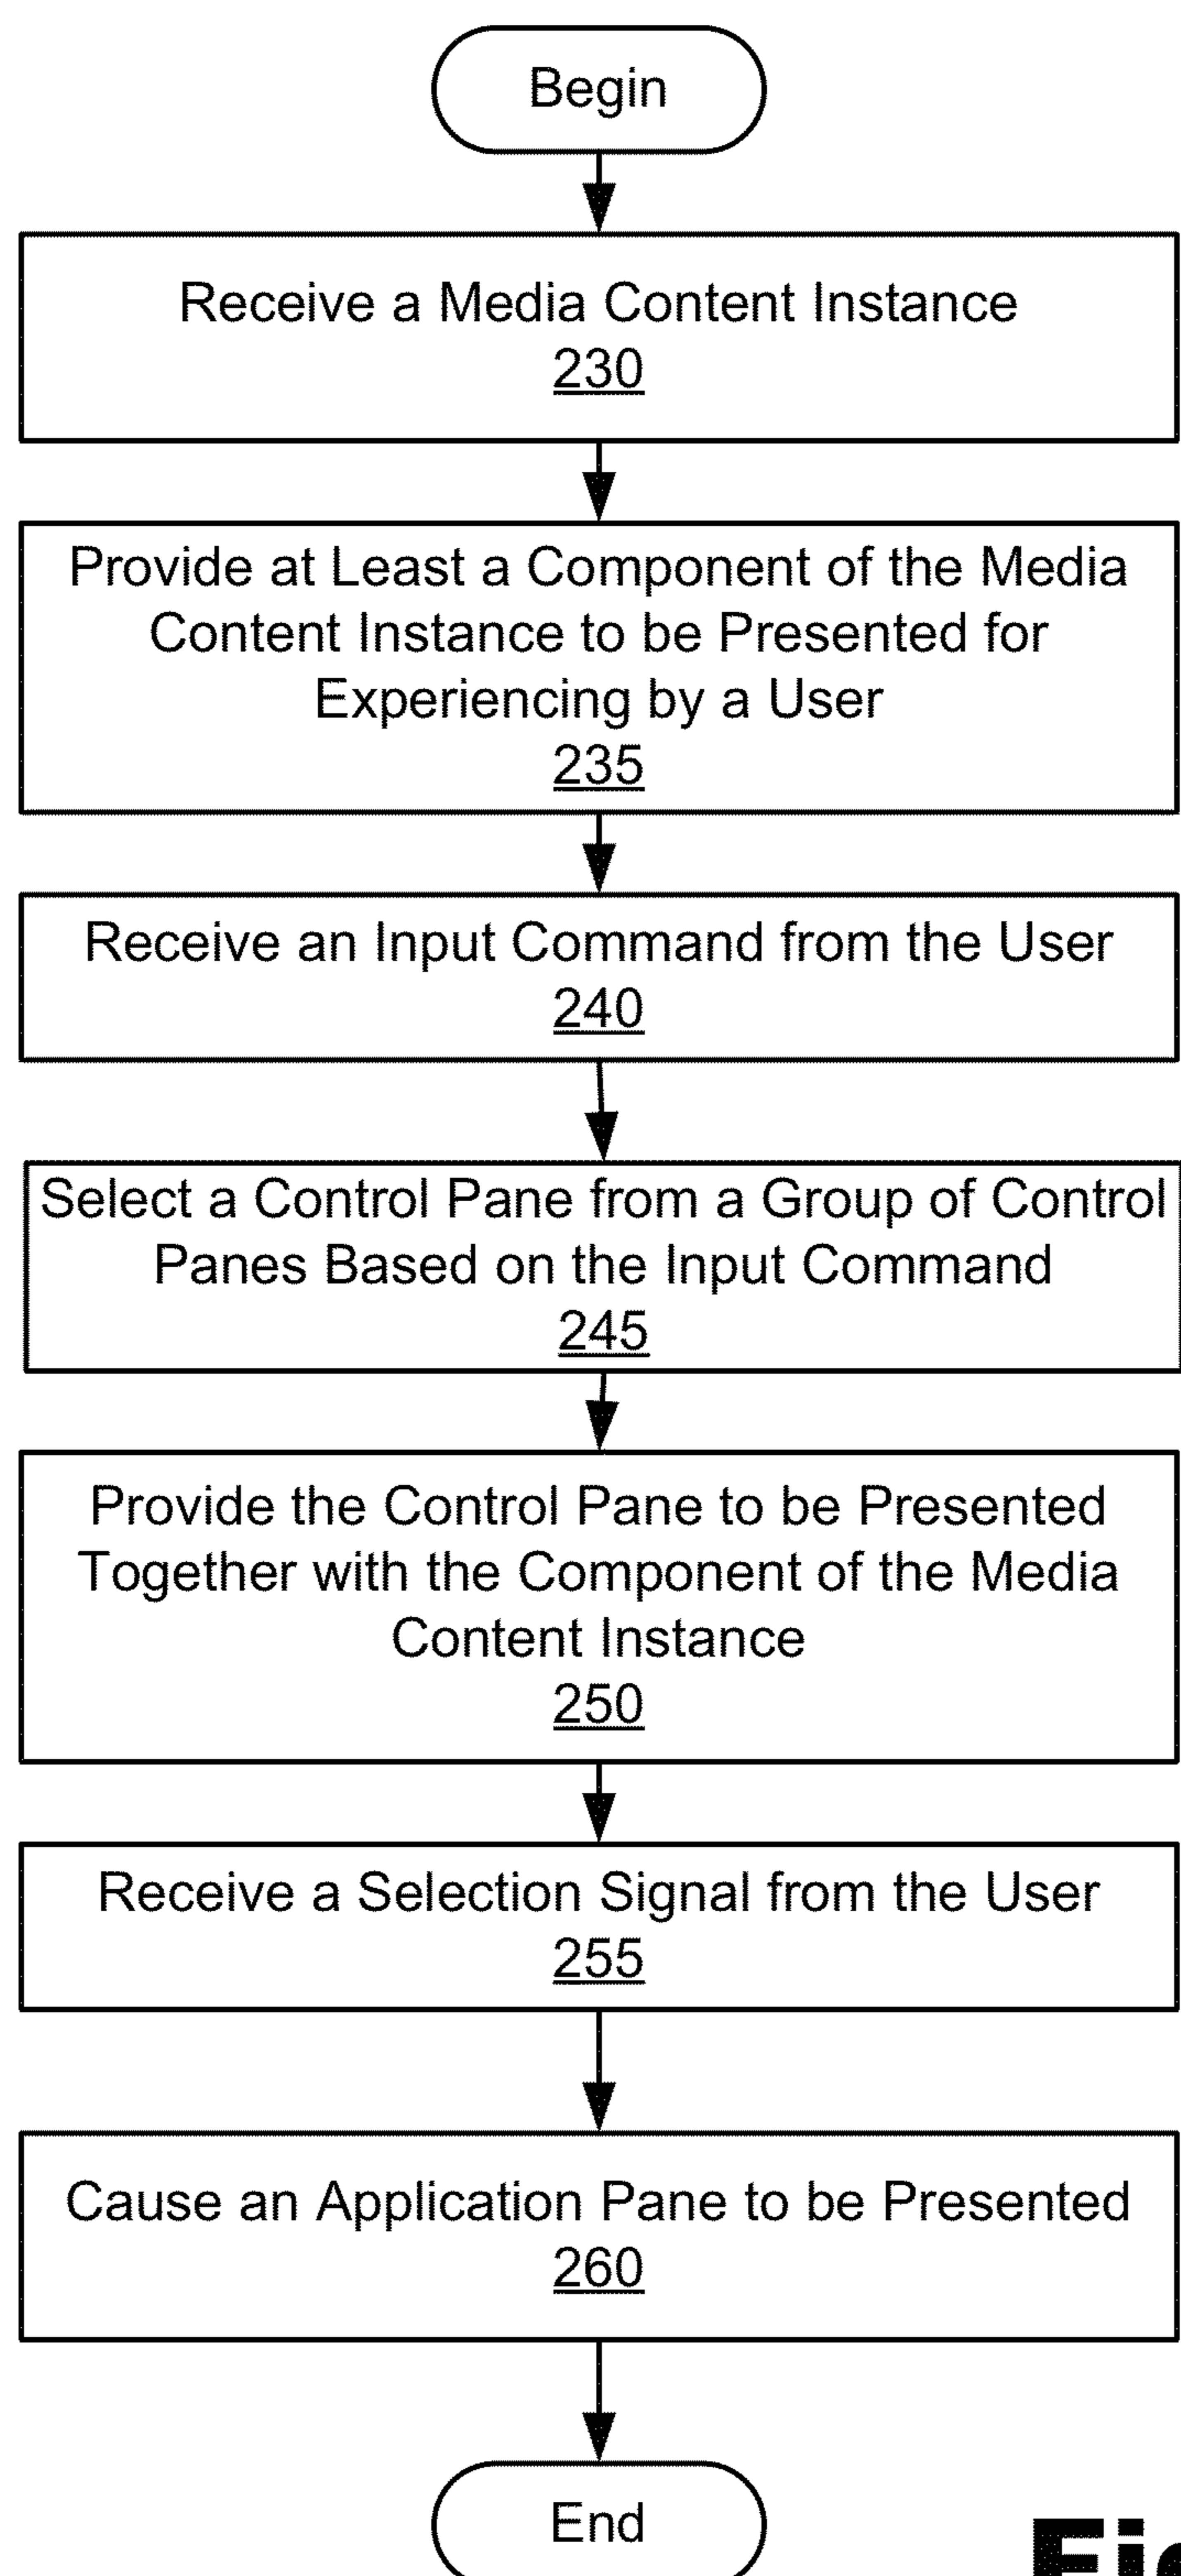 Begin
Receive a Media Content Instance
230
Provide at Least a Component of the Media
Content Instance to be Presented for
Experiencing by a User
235
Receive an Input Command from the User
240
Select a Control Pane from a Group of Control
Panes Based on the Input Command
245
Provide the Control Pane to be Presented
Together with the Component of the Media
Content Instance
250
Receive a Selection Signal from the User
255
Cause an Application Pane to be Presented
260
End